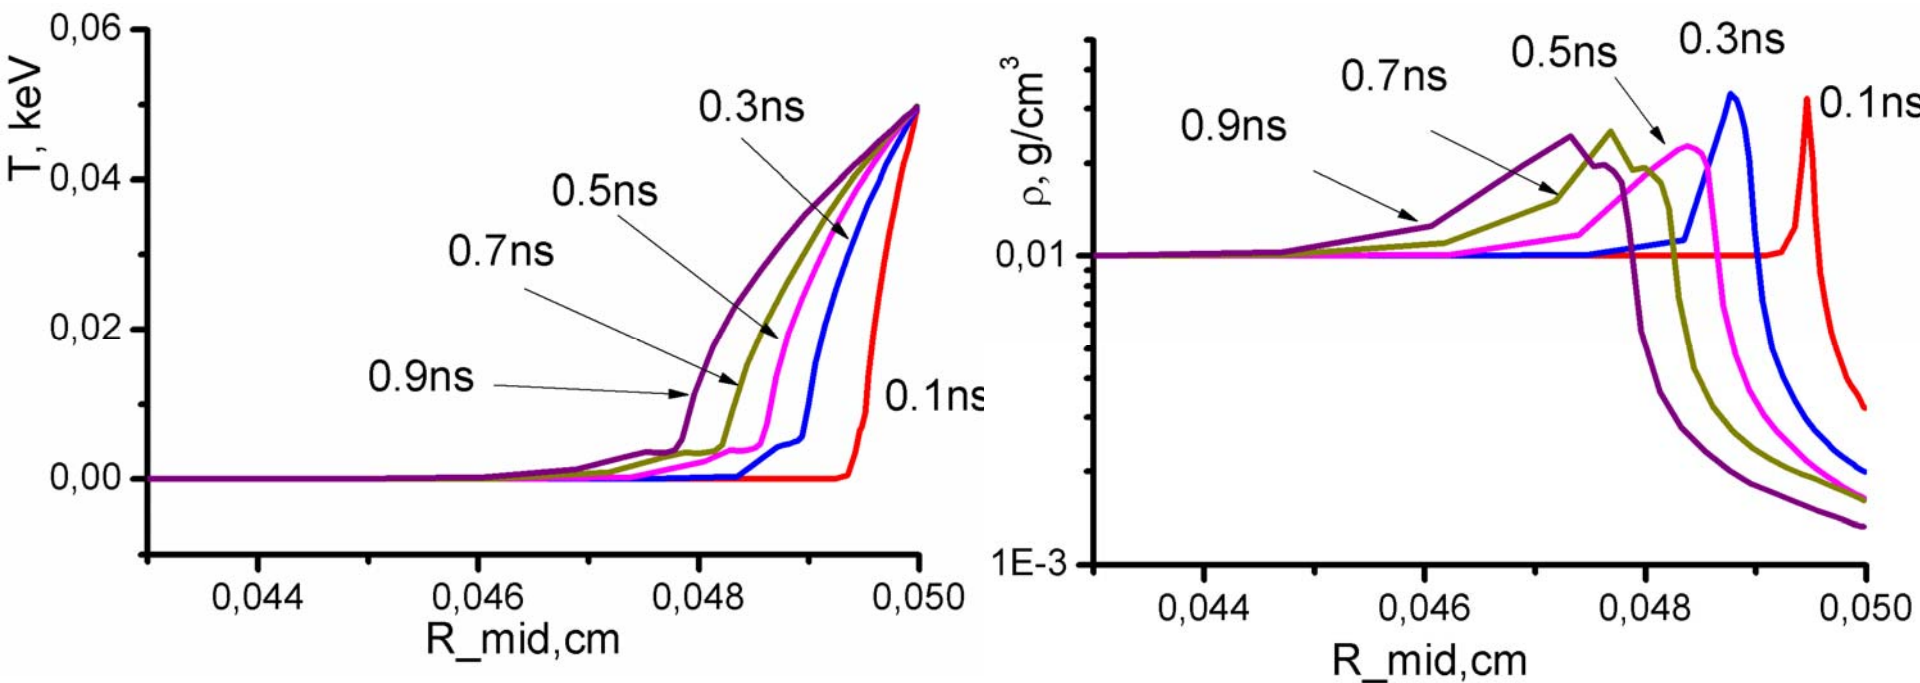 0,06
T, keV
0,04
0,02
0,00
0.3ns
0.5ns
0.7ns
0.9ns
0.1ns
0,044
0,046
0,048
0,050
R_mid,cm
ρ, g/cm³
0,01
1E-3
0.3ns
0.5ns
0.7ns
0.9ns
0.1ns
0,044
0,046
0,048
0,050
R_mid,cm